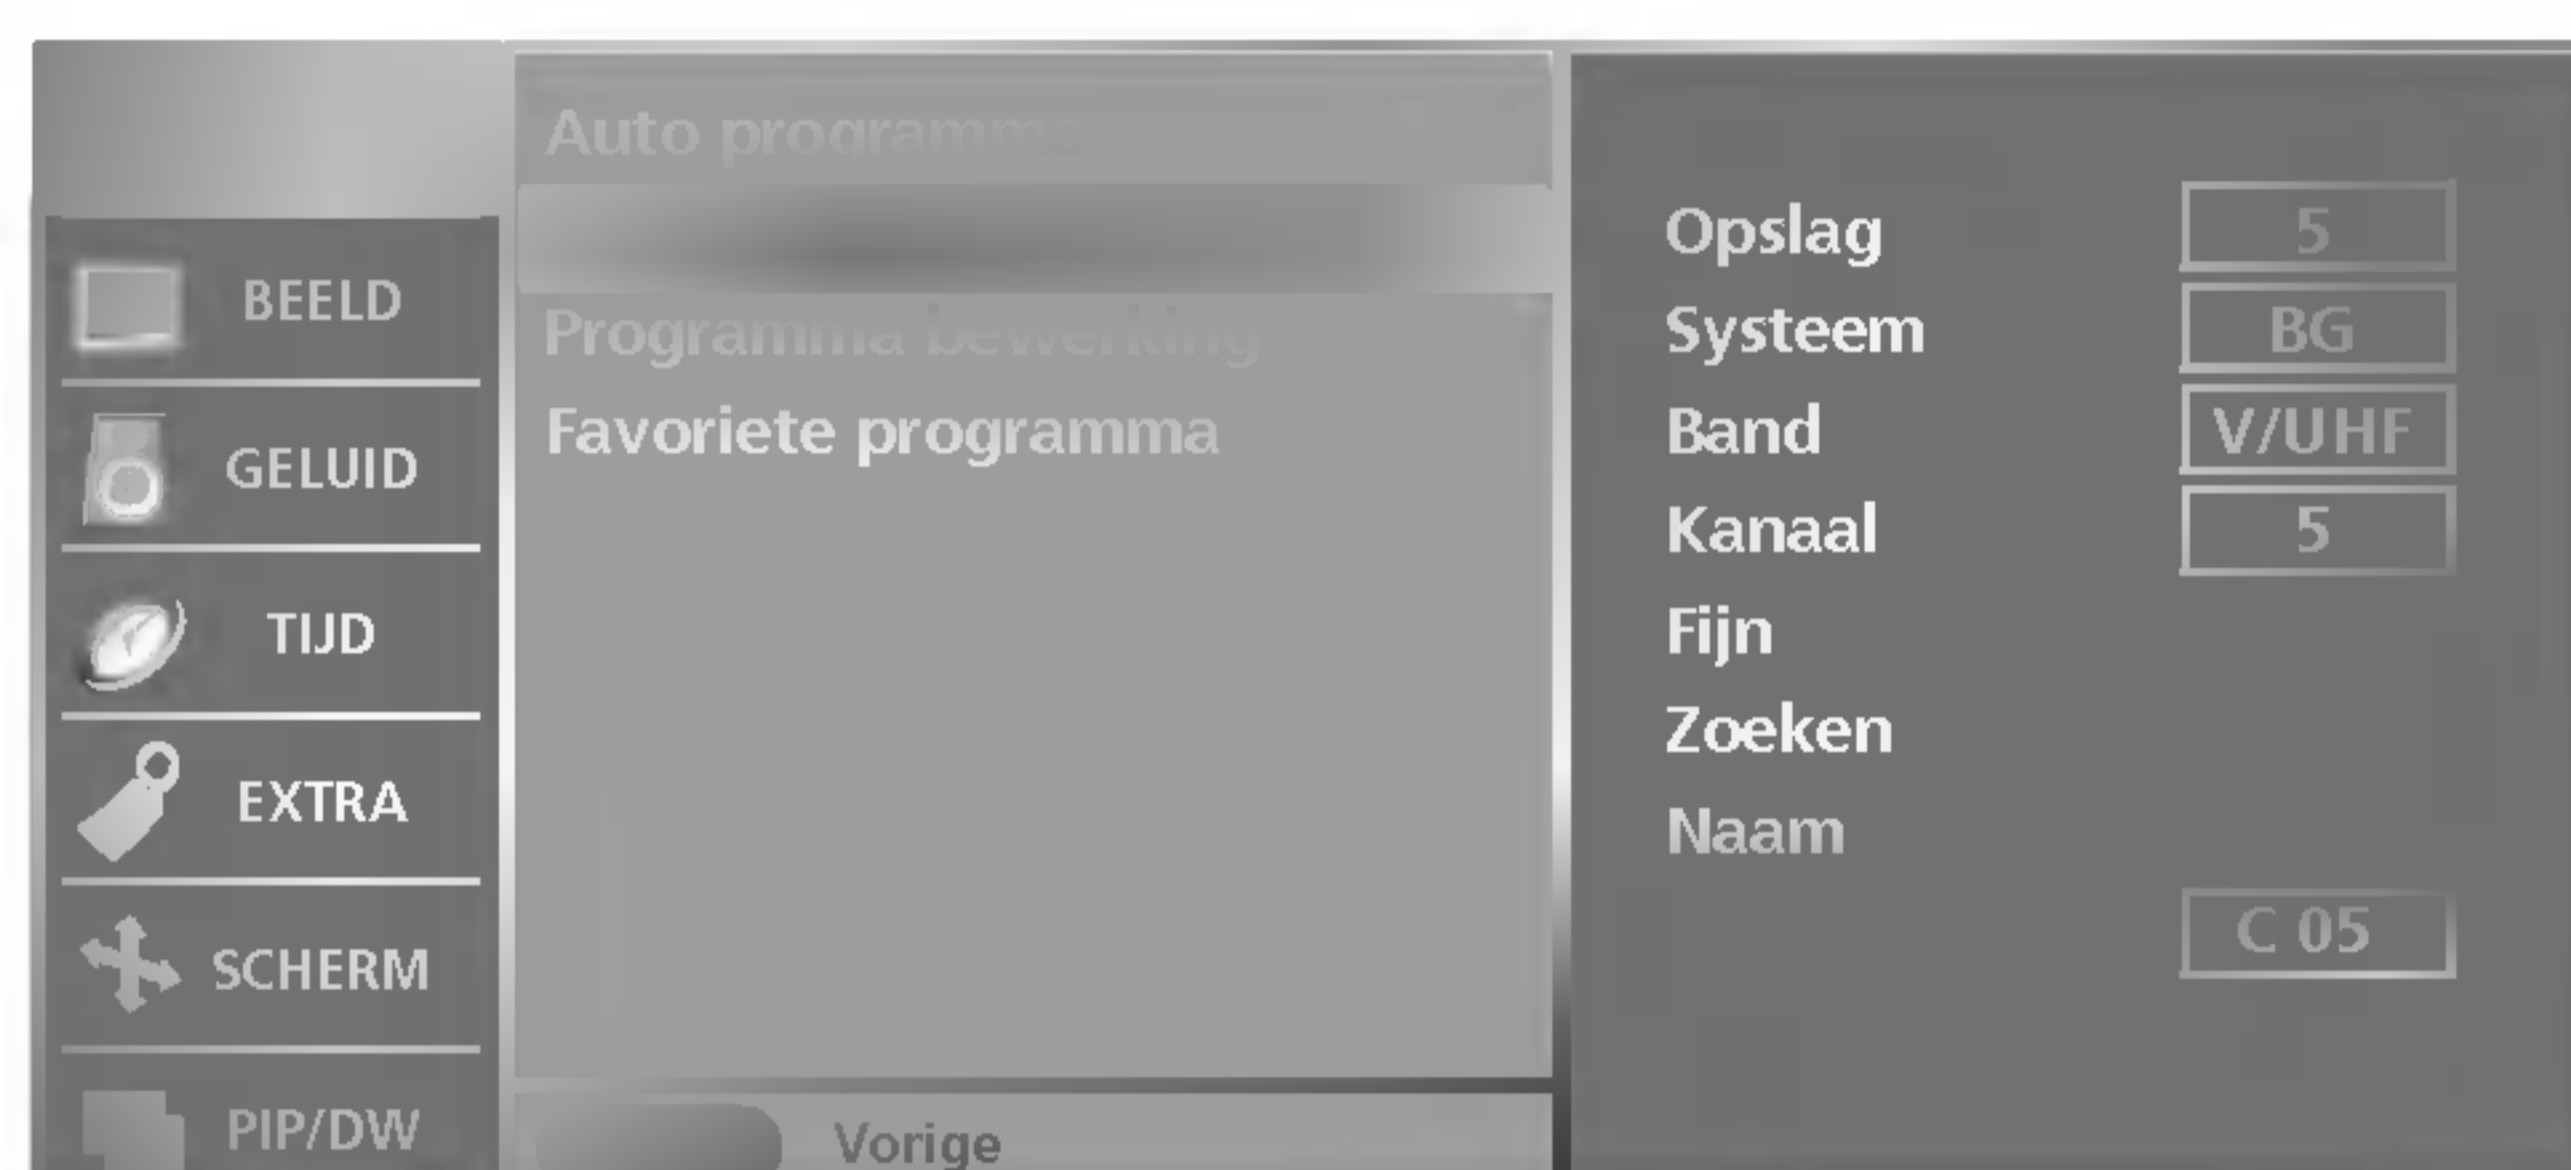 BEELD
GELUID
TIJD
EXTRA
SCHERM
PIP/DW
Auto programma
Programma bewerking
Favoriete programma
Vorige
Opslag 5
Systeem BG
Band V/UHF
Kanaal 5
Fijn
Zoeken
Naam
C 05